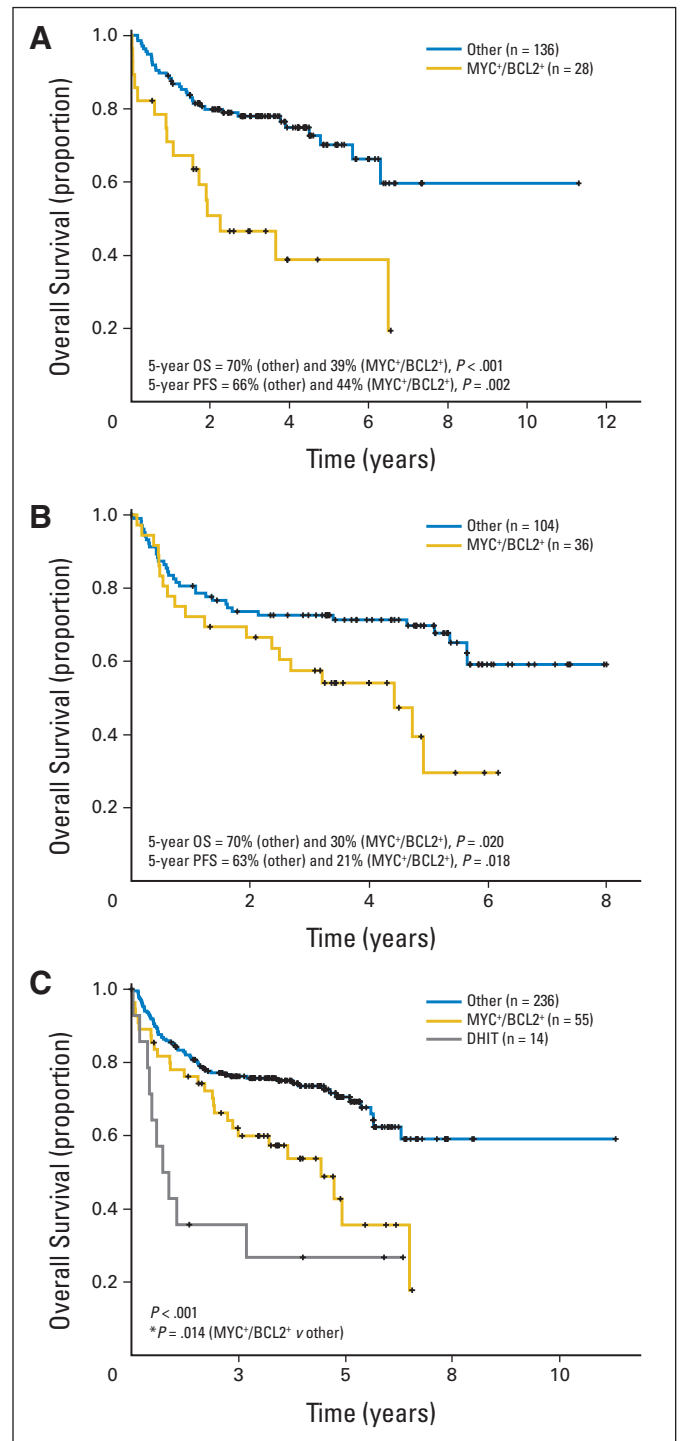 A
Other (n = 136)
MYC⁺/BCL2⁺ (n = 28)
Overall Survival (proportion)
1.0
0.8
0.6
0.4
0.2
5-year OS = 70% (other) and 39% (MYC⁺/BCL2⁺), P < .001
5-year PFS = 66% (other) and 44% (MYC⁺/BCL2⁺), P = .002
0 2 4 6 8 10 12
Time (years)
B
Other (n = 104)
MYC⁺/BCL2⁺ (n = 36)
Overall Survival (proportion)
1.0
0.8
0.6
0.4
0.2
5-year OS = 70% (other) and 30% (MYC⁺/BCL2⁺), P = .020
5-year PFS = 63% (other) and 21% (MYC⁺/BCL2⁺), P = .018
0 2 4 6 8
Time (years)
C
Other (n = 236)
MYC⁺/BCL2⁺ (n = 55)
DHIT (n = 14)
Overall Survival (proportion)
1.0
0.8
0.6
0.4
0.2
P < .001
*P = .014 (MYC⁺/BCL2⁺ v other)
0 3 5 8 10
Time (years)